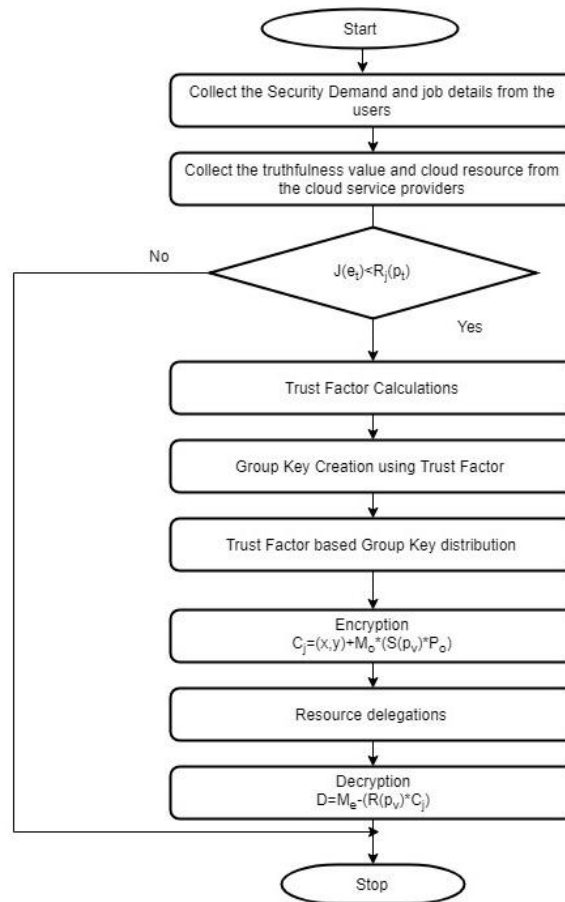 Start
Collect the Security Demand and job details from the
users
Collect the truthfulness value and cloud resource from
the cloud service providers
No
J(eₜ)<Rⱼ(pₜ)
Yes
Trust Factor Calculations
Group Key Creation using Trust Factor
Trust Factor based Group Key distribution
Encryption
Cⱼ=(x,y)+Mₒ*(S(pᵥ)*Pₒ)
Resource delegations
Decryption
D=Mₑ-(R(pᵥ)*Cⱼ)
Stop